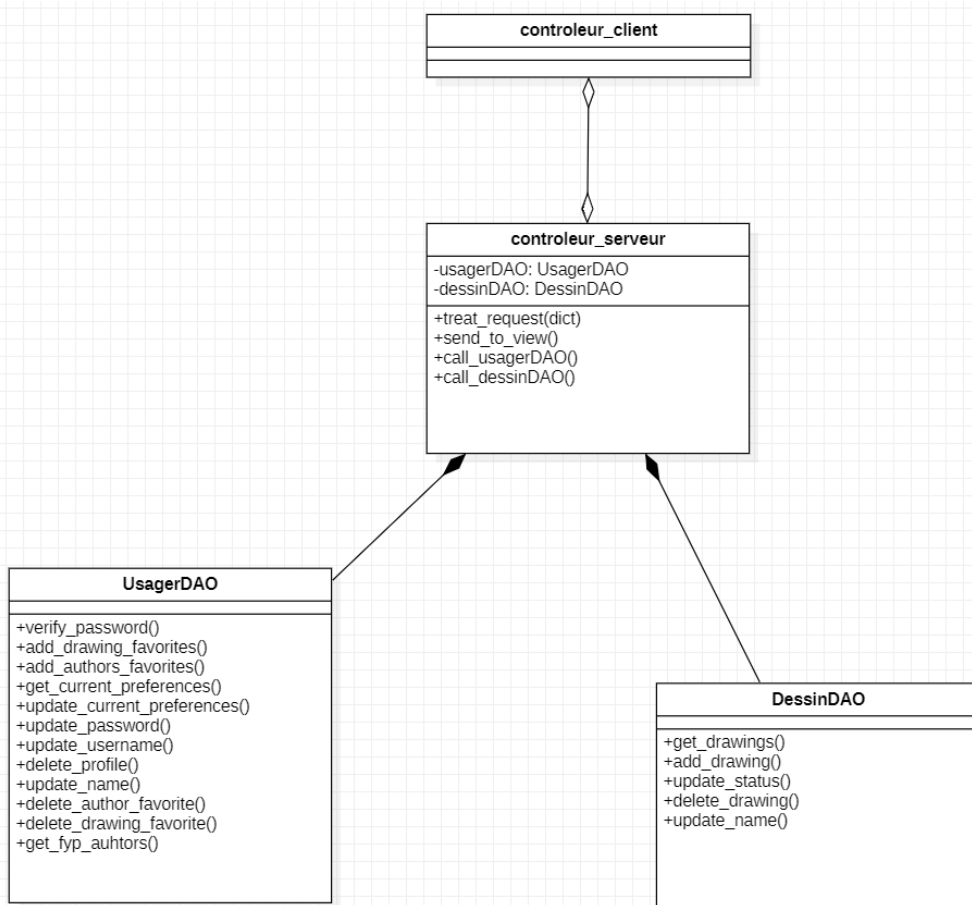 controleur_client
controleur_serveur
-usagerDAO: UsagerDAO
-dessinDAO: DessinDAO
+treat_request(dict)
+send_to_view()
+call_usagerDAO()
+call_dessinDAO()
UsagerDAO
+verify_password()
+add_drawing_favorites()
+add_authors_favorites()
+get_current_preferences()
+update_current_preferences()
+update_password()
+update_username()
+delete_profile()
+update_name()
+delete_author_favorite()
+delete_drawing_favorite()
+get_fyp_auhtors()
DessinDAO
+get_drawings()
+add_drawing()
+update_status()
+delete_drawing()
+update_name()